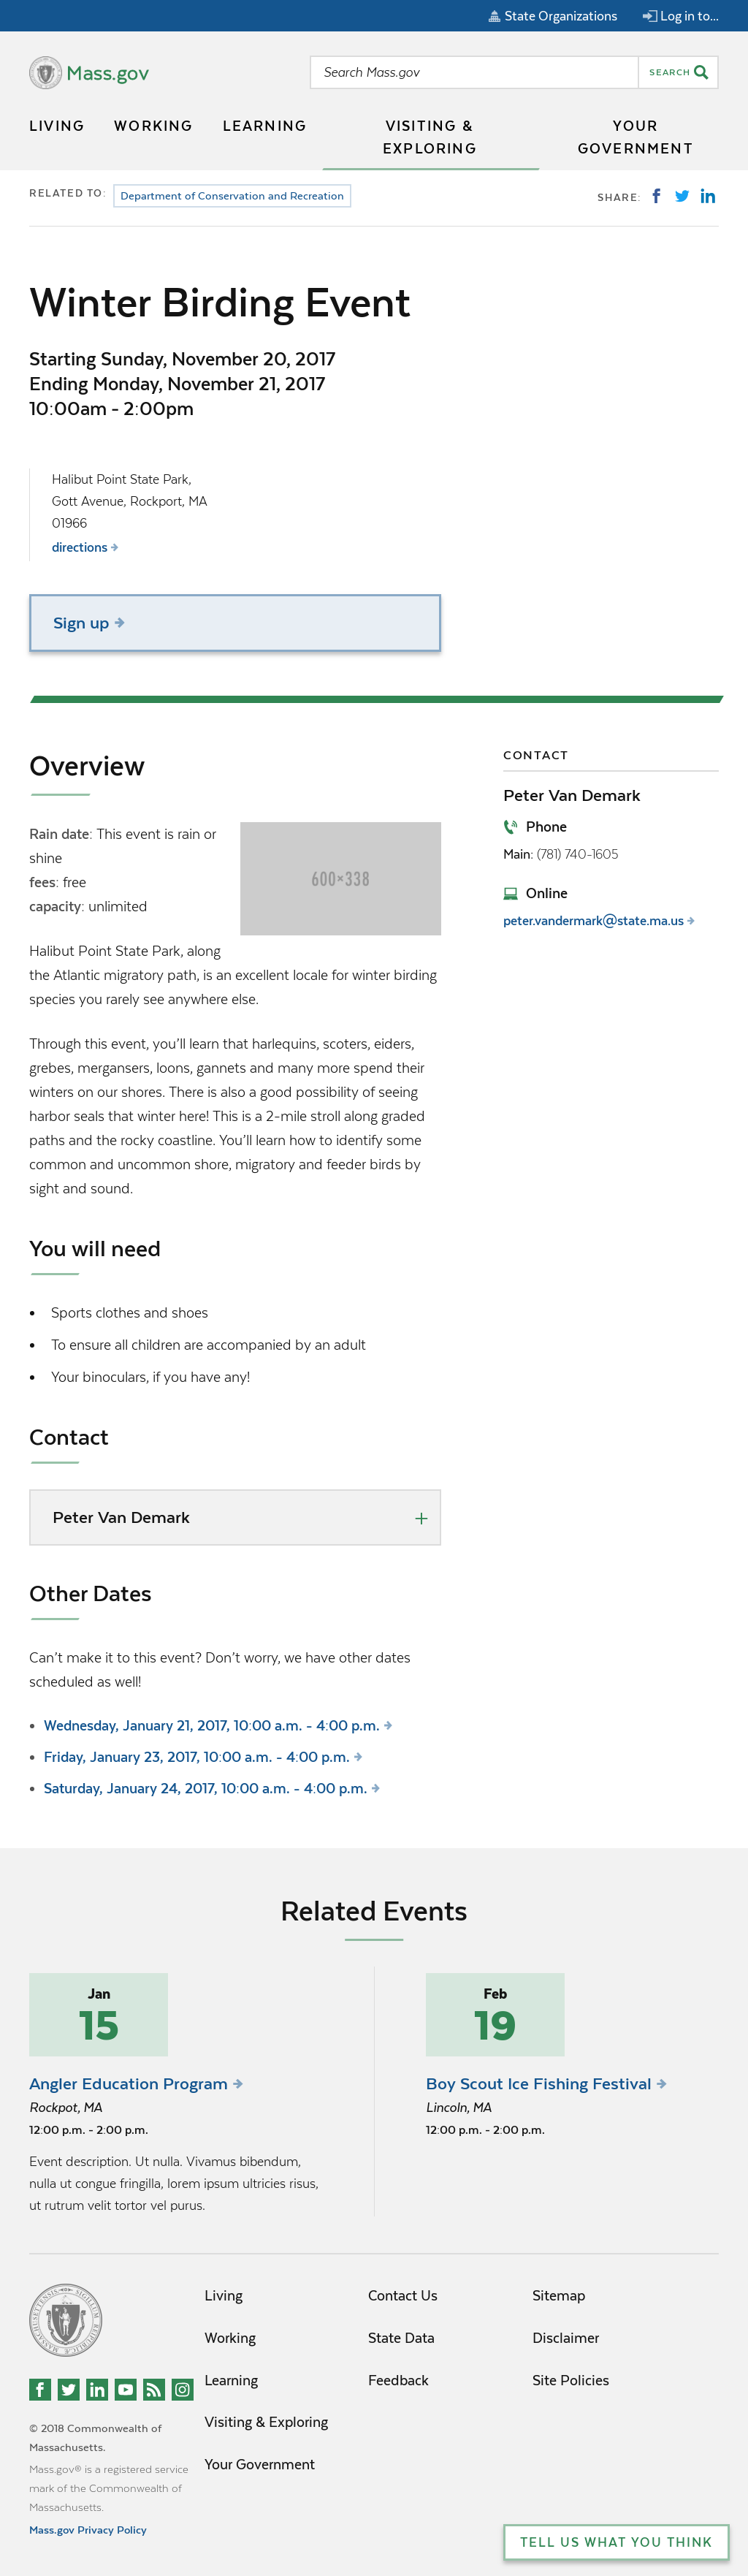 State Organizations
Log in to...
Mass.gov
Search Mass.gov
SEARCH
LIVING
WORKING
LEARNING
VISITING &
EXPLORING
YOUR
GOVERNMENT
RELATED TO:
Department of Conservation and Recreation
SHARE:
Winter Birding Event
Starting Sunday, November 20, 2017
Ending Monday, November 21, 2017
10:00am - 2:00pm
Halibut Point State Park,
Gott Avenue, Rockport, MA
01966
directions
Sign up
Overview
Rain date: This event is rain or
shine
fees: free
capacity: unlimited
600×338
Halibut Point State Park, along
the Atlantic migratory path, is an excellent locale for winter birding
species you rarely see anywhere else.
Through this event, you'll learn that harlequins, scoters, eiders,
grebes, mergansers, loons, gannets and many more spend their
winters on our shores. There is also a good possibility of seeing
harbor seals that winter here! This is a 2-mile stroll along graded
paths and the rocky coastline. You'll learn how to identify some
common and uncommon shore, migratory and feeder birds by
sight and sound.
You will need
• Sports clothes and shoes
• To ensure all children are accompanied by an adult
• Your binoculars, if you have any!
Contact
Peter Van Demark
Other Dates
Can't make it to this event? Don't worry, we have other dates
scheduled as well!
• Wednesday, January 21, 2017, 10:00 a.m. - 4:00 p.m.
• Friday, January 23, 2017, 10:00 a.m. - 4:00 p.m.
• Saturday, January 24, 2017, 10:00 a.m. - 4:00 p.m.
CONTACT
Peter Van Demark
Phone
Main: (781) 740-1605
Online
peter.vandermark@state.ma.us
Related Events
Jan
15
Angler Education Program
Rockpot, MA
12:00 p.m. - 2:00 p.m.
Event description. Ut nulla. Vivamus bibendum,
nulla ut congue fringilla, lorem ipsum ultricies risus,
ut rutrum velit tortor vel purus.
Feb
19
Boy Scout Ice Fishing Festival
Lincoln, MA
12:00 p.m. - 2:00 p.m.
Living
Working
Learning
Visiting & Exploring
Your Government
Contact Us
State Data
Feedback
Sitemap
Disclaimer
Site Policies
© 2018 Commonwealth of
Massachusetts.
Mass.gov® is a registered service
mark of the Commonwealth of
Massachusetts.
Mass.gov Privacy Policy
TELL US WHAT YOU THINK